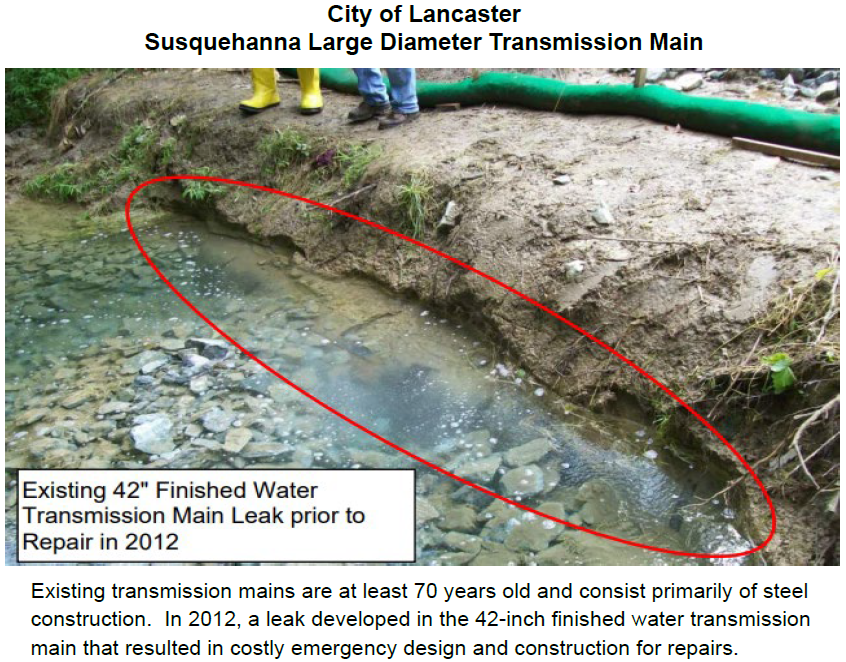 City of Lancaster
Susquehanna Large Diameter Transmission Main
Existing 42" Finished Water
Transmission Main Leak prior to
Repair in 2012
Existing transmission mains are at least 70 years old and consist primarily of steel
construction.  In 2012, a leak developed in the 42-inch finished water transmission
main that resulted in costly emergency design and construction for repairs.